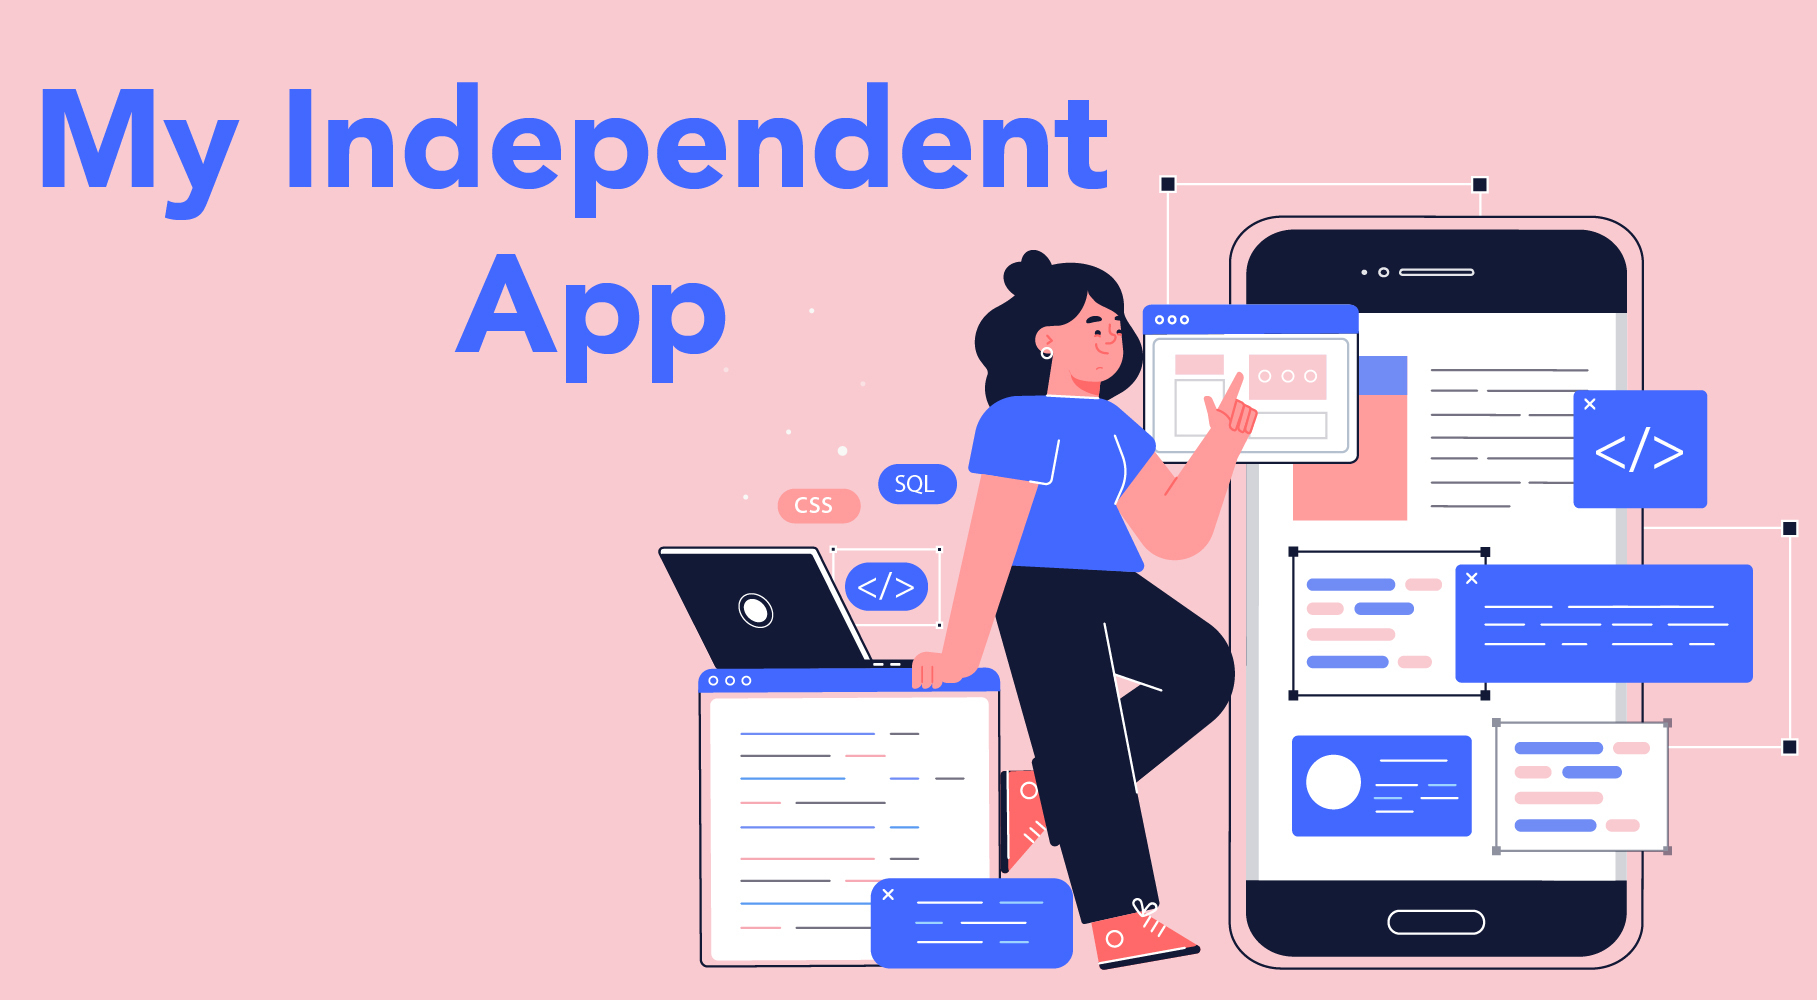 My Independent
App
SQL
CSS
</>
</>